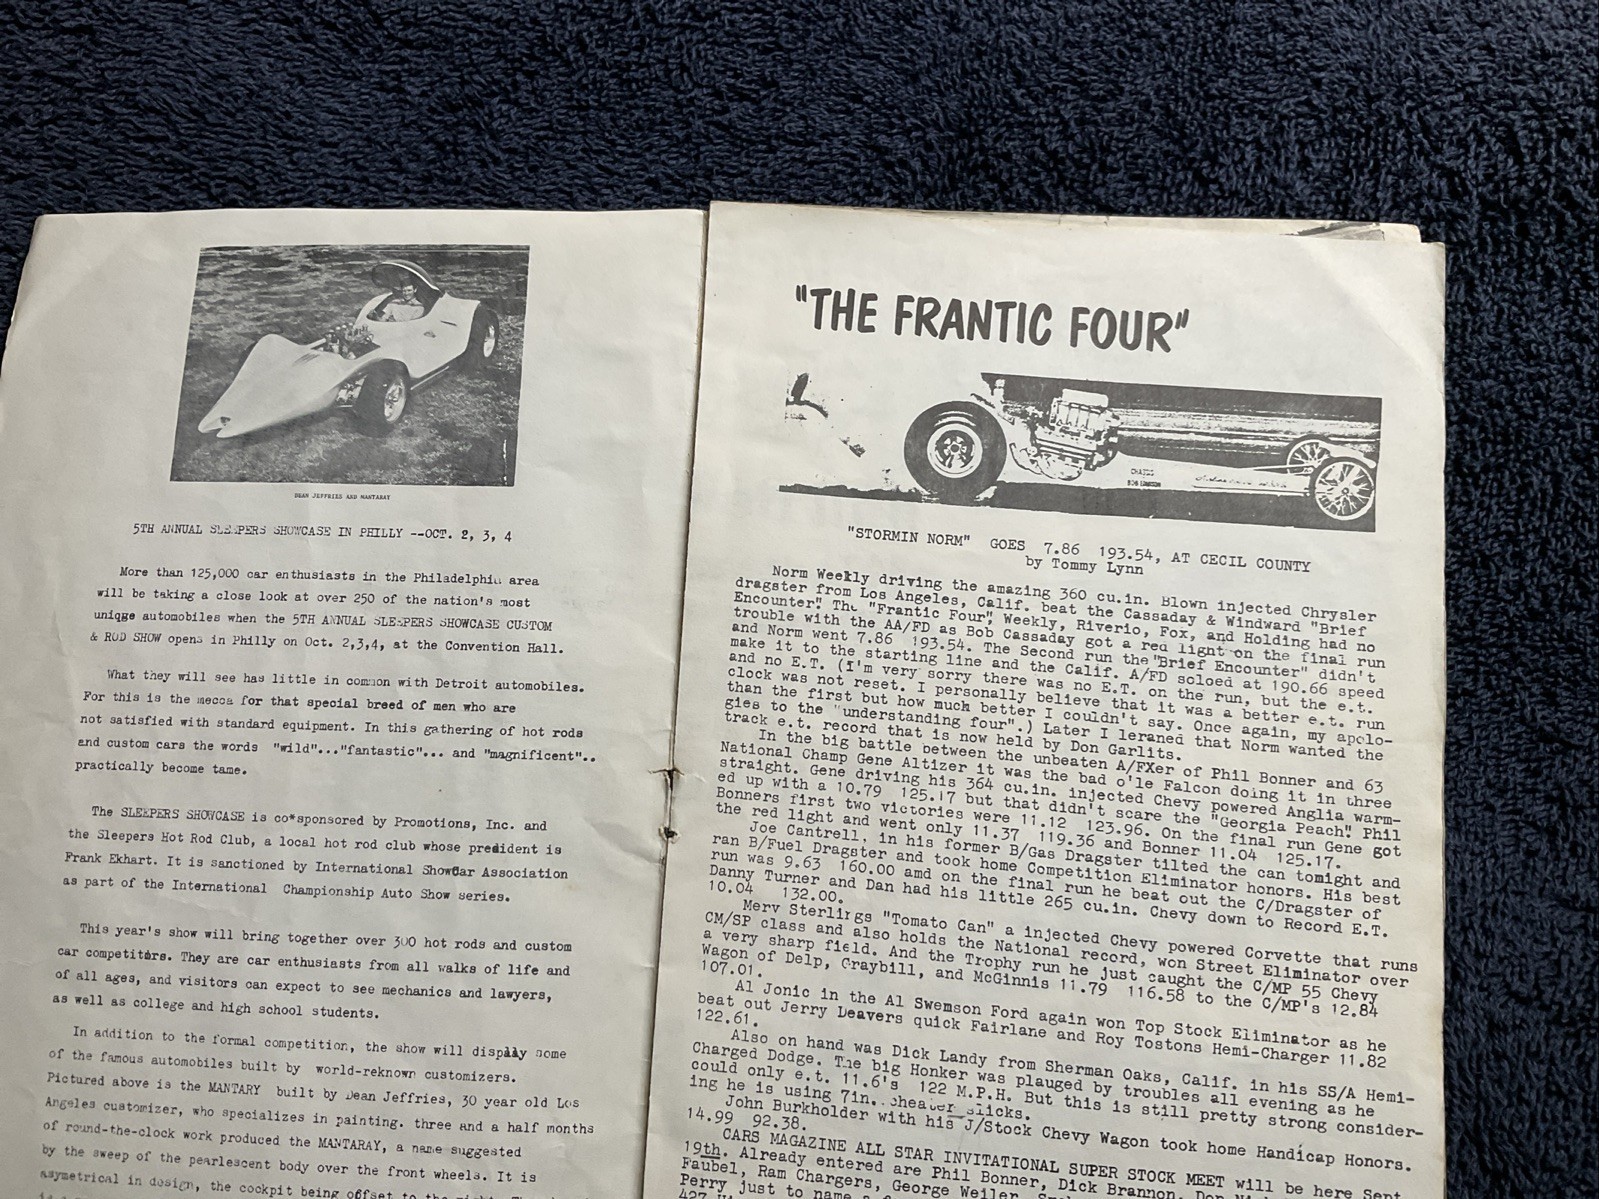 DEAN JEFFRIES AND MANTARAY
5TH ANNUAL SLEEPERS SHOWCASE IN PHILLY --OCT. 2, 3, 4
More than 125,000 car enthusiasts in the Philadelphia area
will be taking a close look at over 250 of the nation's most
uniqge automobiles when the 5TH ANNUAL SLEEPERS SHOWCASE CUSTOM
& ROD SHOW opens in Philly on Oct. 2,3,4, at the Convention Hall.
What they will see has little in common with Detroit automobiles.
For this is the mecca for that special breed of men who are
not satisfied with standard equipment. In this gathering of hot rods
and custom cars the words "wild"..."fantastic"... and "magnificent"..
practically become tame.
The SLEEPERS SHOWCASE is co*sponsored by Promotions, Inc. and
the Sleepers Hot Rod Club, a local hot rod club whose president is
Frank Ekhart. It is sanctioned by International ShowCar Association
as part of the International Championship Auto Show series.
This year's show will bring together over 300 hot rods and custom
car competitors. They are car enthusiasts from all walks of life and
of all ages, and visitors can expect to see mechanics and lawyers,
as well as college and high school students.
In addition to the formal competition, the show will display some
of the famous automobiles built by world-reknown customizers.
Pictured above is the MANTARY built by Dean Jeffries, 30 year old Los
Angeles customizer, who specializes in painting. three and a half months
of round-the-clock work produced the MANTARAY, a name suggested
by the sweep of the pearlescent body over the front wheels. It is
asymetrical in design, the cockpit being offset to the
"THE FRANTIC FOUR"
CHASSIS
"STORMIN NORM" GOES 7.86 193.54, AT CECIL COUNTY
by Tommy Lynn
Norm Weekly driving the amazing 360 cu.in. Blown injected Chrysler
dragster from Los Angeles, Calif. beat the Cassaday & Windward "Brief
Encounter". The "Frantic Four", Weekly, Riverio, Fox, and Holding had no
trouble with the AA/FD as Bob Cassaday got a red light on the final run
and Norm went 7.86 193.54. The Second run the "Brief Encounter" didn't
make it to the starting line and the Calif. A/FD soloed at 190.66 speed
and no E.T. (I'm very sorry there was no E.T. on the run, but the e.t.
clock was not reset. I personally believe that it was a better e.t. run
than the first but how much better I couldn't say. Once again, my apolo-
gies to the "understanding four".) Later I leraned that Norm wanted the
track e.t. record that is now held by Don Garlits.
In the big battle between the unbeaten A/FXer of Phil Bonner and 63
National Champ Gene Altizer it was the bad o'le Falcon doing it in three
straight. Gene driving his 364 cu.in. injected Chevy powered Anglia warm-
ed up with a 10.79 125.17 but that didn't scare the "Georgia Peach". Phil
Bonners first two victories were 11.12 123.96. On the final run Gene got
the red light and went only 11.37 119.36 and Bonner 11.04 125.17.
Joe Cantrell, in his former B/Gas Dragster tilted the can tomight and
ran B/Fuel Dragster and took home Competition Eliminator honors. His best
run was 9.63 160.00 amd on the final run he beat out the C/Dragster of
Danny Turner and Dan had his little 265 cu.in. Chevy down to Record E.T.
10.04 132.00.
Merv Sterlings "Tomato Can" a injected Chevy powered Corvette that runs
CM/SP class and also holds the National record, won Street Eliminator over
a very sharp field. And the Trophy run he just caught the C/MP 55 Chevy
Wagon of Delp, Graybill, and McGinnis 11.79 116.58 to the C/MP's 12.84
107.01.
Al Jonic in the Al Swemson Ford again won Top Stock Eliminator as he
beat out Jerry Deavers quick Fairlane and Roy Tostons Hemi-Charger 11.82
122.61.
Also on hand was Dick Landy from Sherman Oaks, Calif. in his SS/A Hemi-
Charged Dodge. The big Honker was plauged by troubles all evening as he
could only e.t. 11.6's 122 M.P.H. But this is still pretty strong consider-
ing he is using 7in. cheater slicks.
John Burkholder with his J/Stock Chevy Wagon took home Handicap Honors.
14.99 92.38.
CARS MAGAZINE ALL STAR INVITATIONAL SUPER STOCK MEET will be here Sept.
19th. Already entered are Phil Bonner, Dick Brannon,
Faubel, Ram Chargers, George Weiler,
Perry just to name a
427